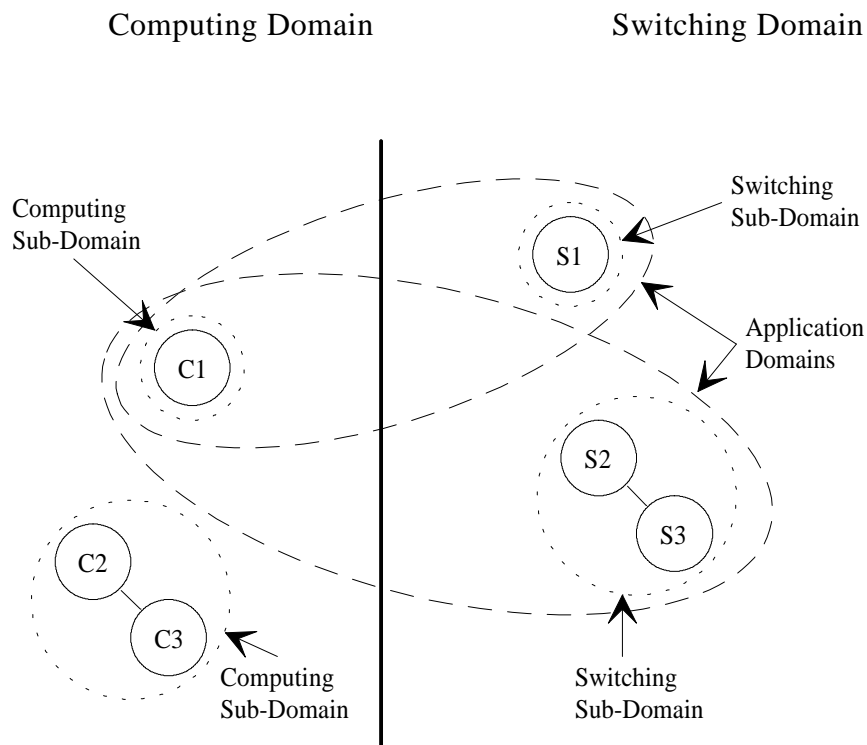 Computing Domain
Switching Domain
Switching
Sub-Domain
Computing
Sub-Domain
S1
Application
Domains
C1
S2
S3
C2
C3
Computing
Sub-Domain
Switching
Sub-Domain